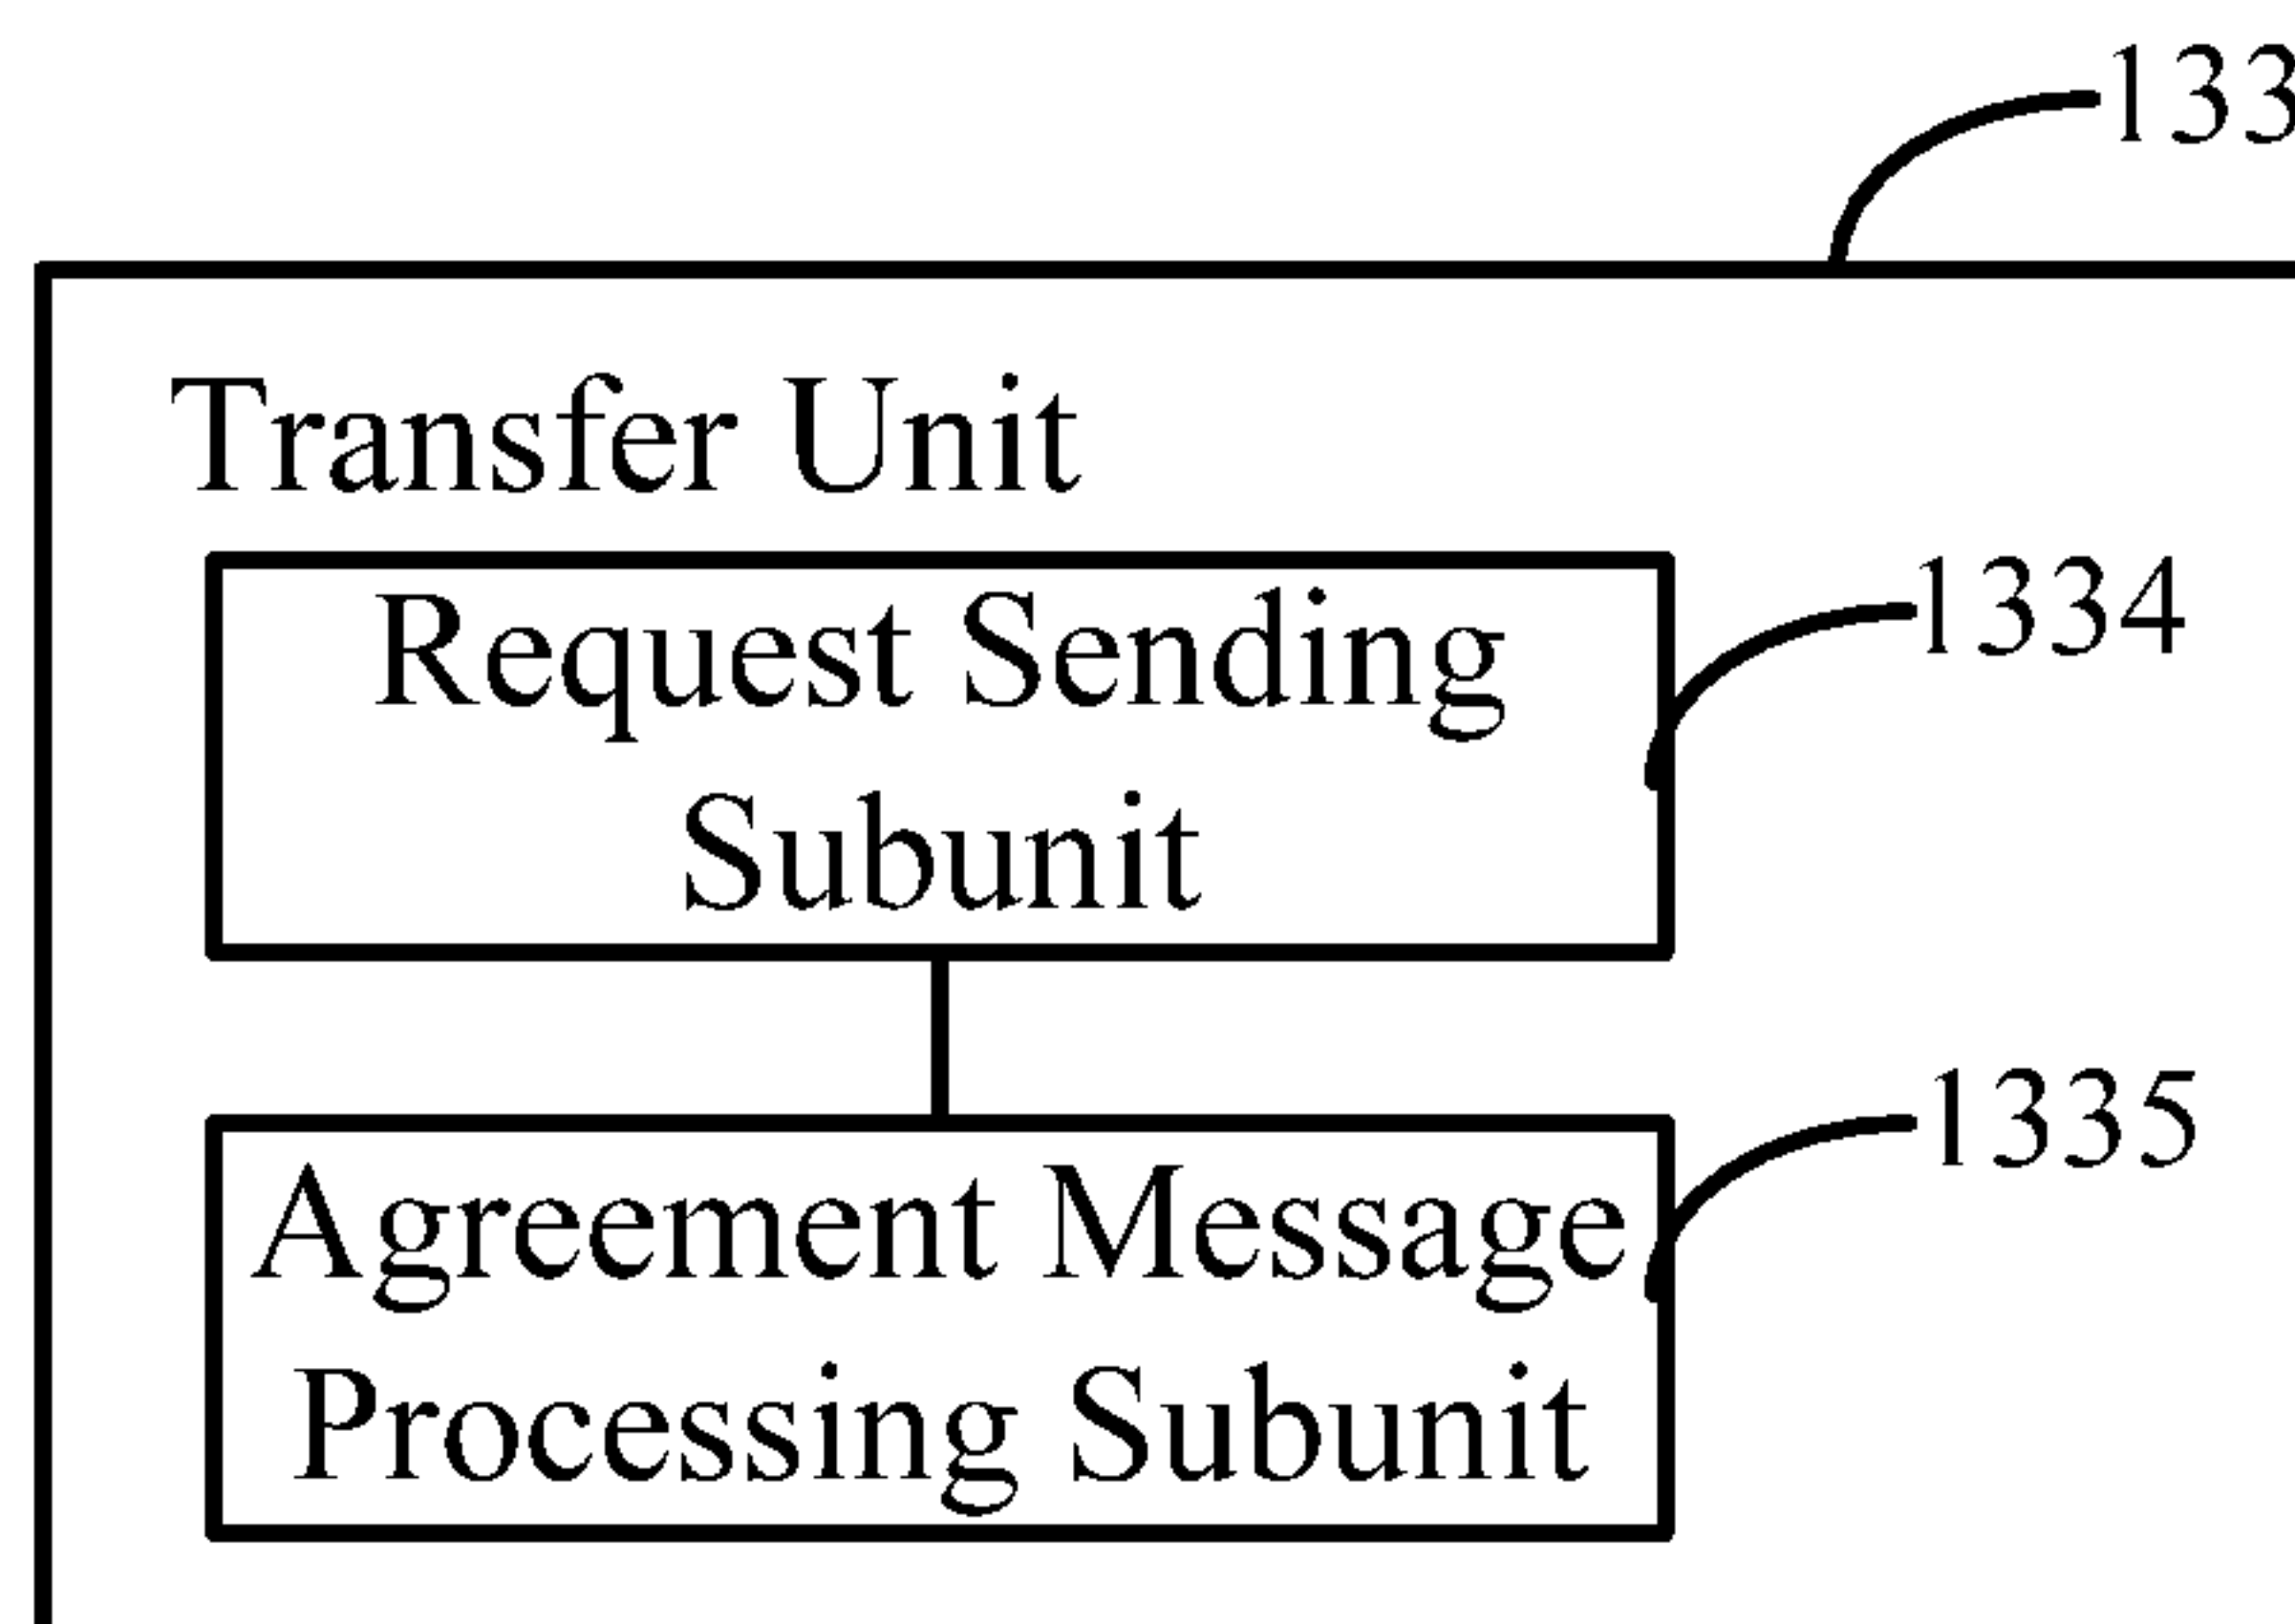 133
Transfer Unit
Request Sending
Subunit
1334
Agreement Message
Processing Subunit
1335